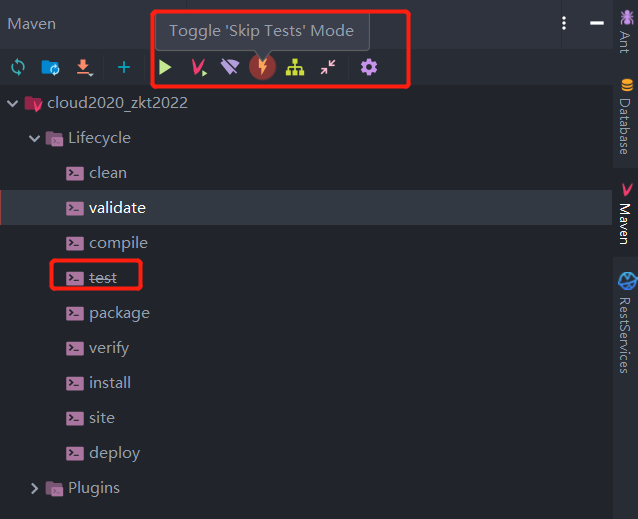 Maven
Toggle 'Skip Tests' Mode
cloud2020_zkt2022
Lifecycle
clean
validate
compile
test
package
verify
install
site
deploy
Plugins
Ant
Database
Maven
RestServices